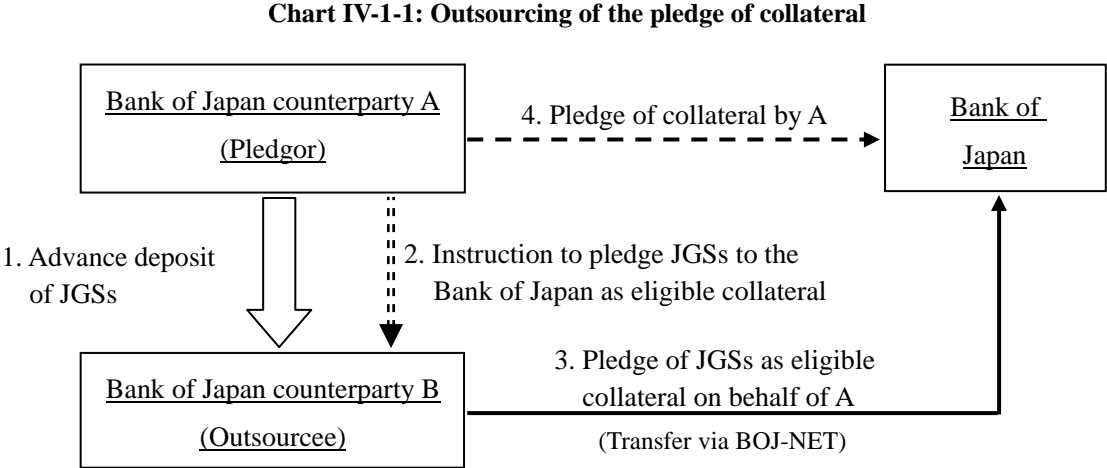 Chart IV-1-1: Outsourcing of the pledge of collateral
Bank of Japan counterparty A
(Pledgor)
4. Pledge of collateral by A
Bank of
Japan
1. Advance deposit
of JGSs
2. Instruction to pledge JGSs to the
Bank of Japan as eligible collateral
Bank of Japan counterparty B
(Outsourcee)
3. Pledge of JGSs as eligible
collateral on behalf of A
(Transfer via BOJ-NET)